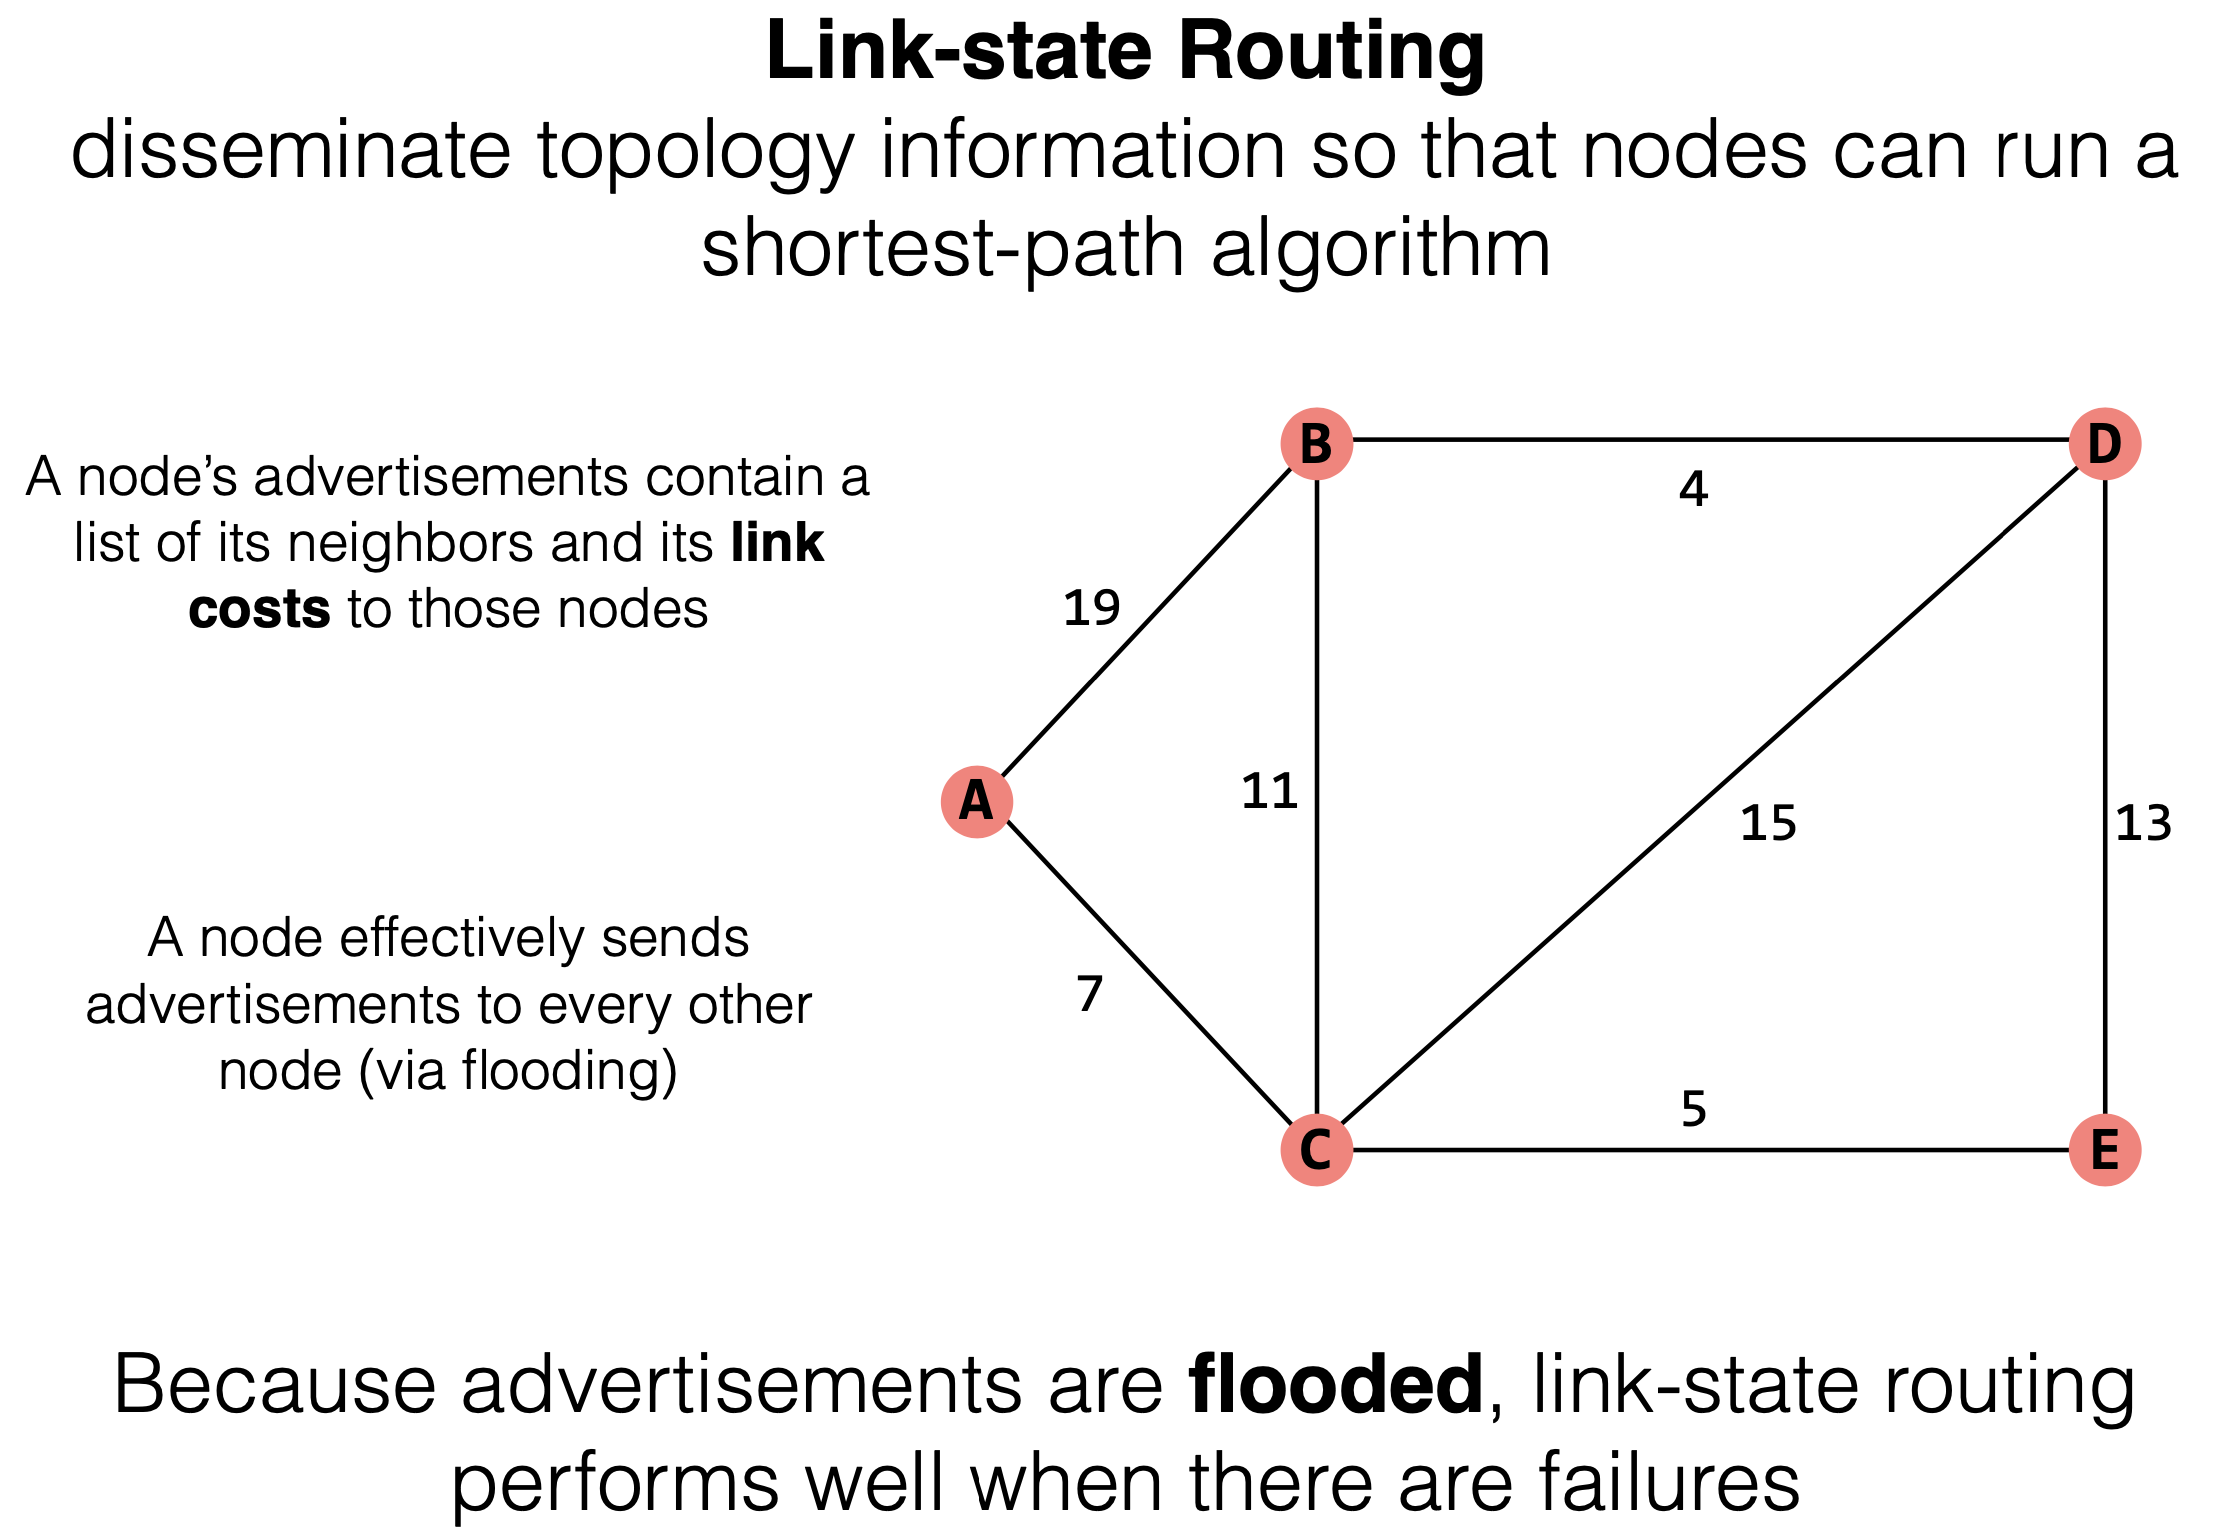 Link-state Routing
disseminate topology information so that nodes can run a
shortest-path algorithm
A node’s advertisements contain a
list of its neighbors and its link
costs to those nodes
A node effectively sends
advertisements to every other
node (via flooding)
B
D
4
19
A
11
15
13
7
5
C
E
Because advertisements are flooded, link-state routing
performs well when there are failures